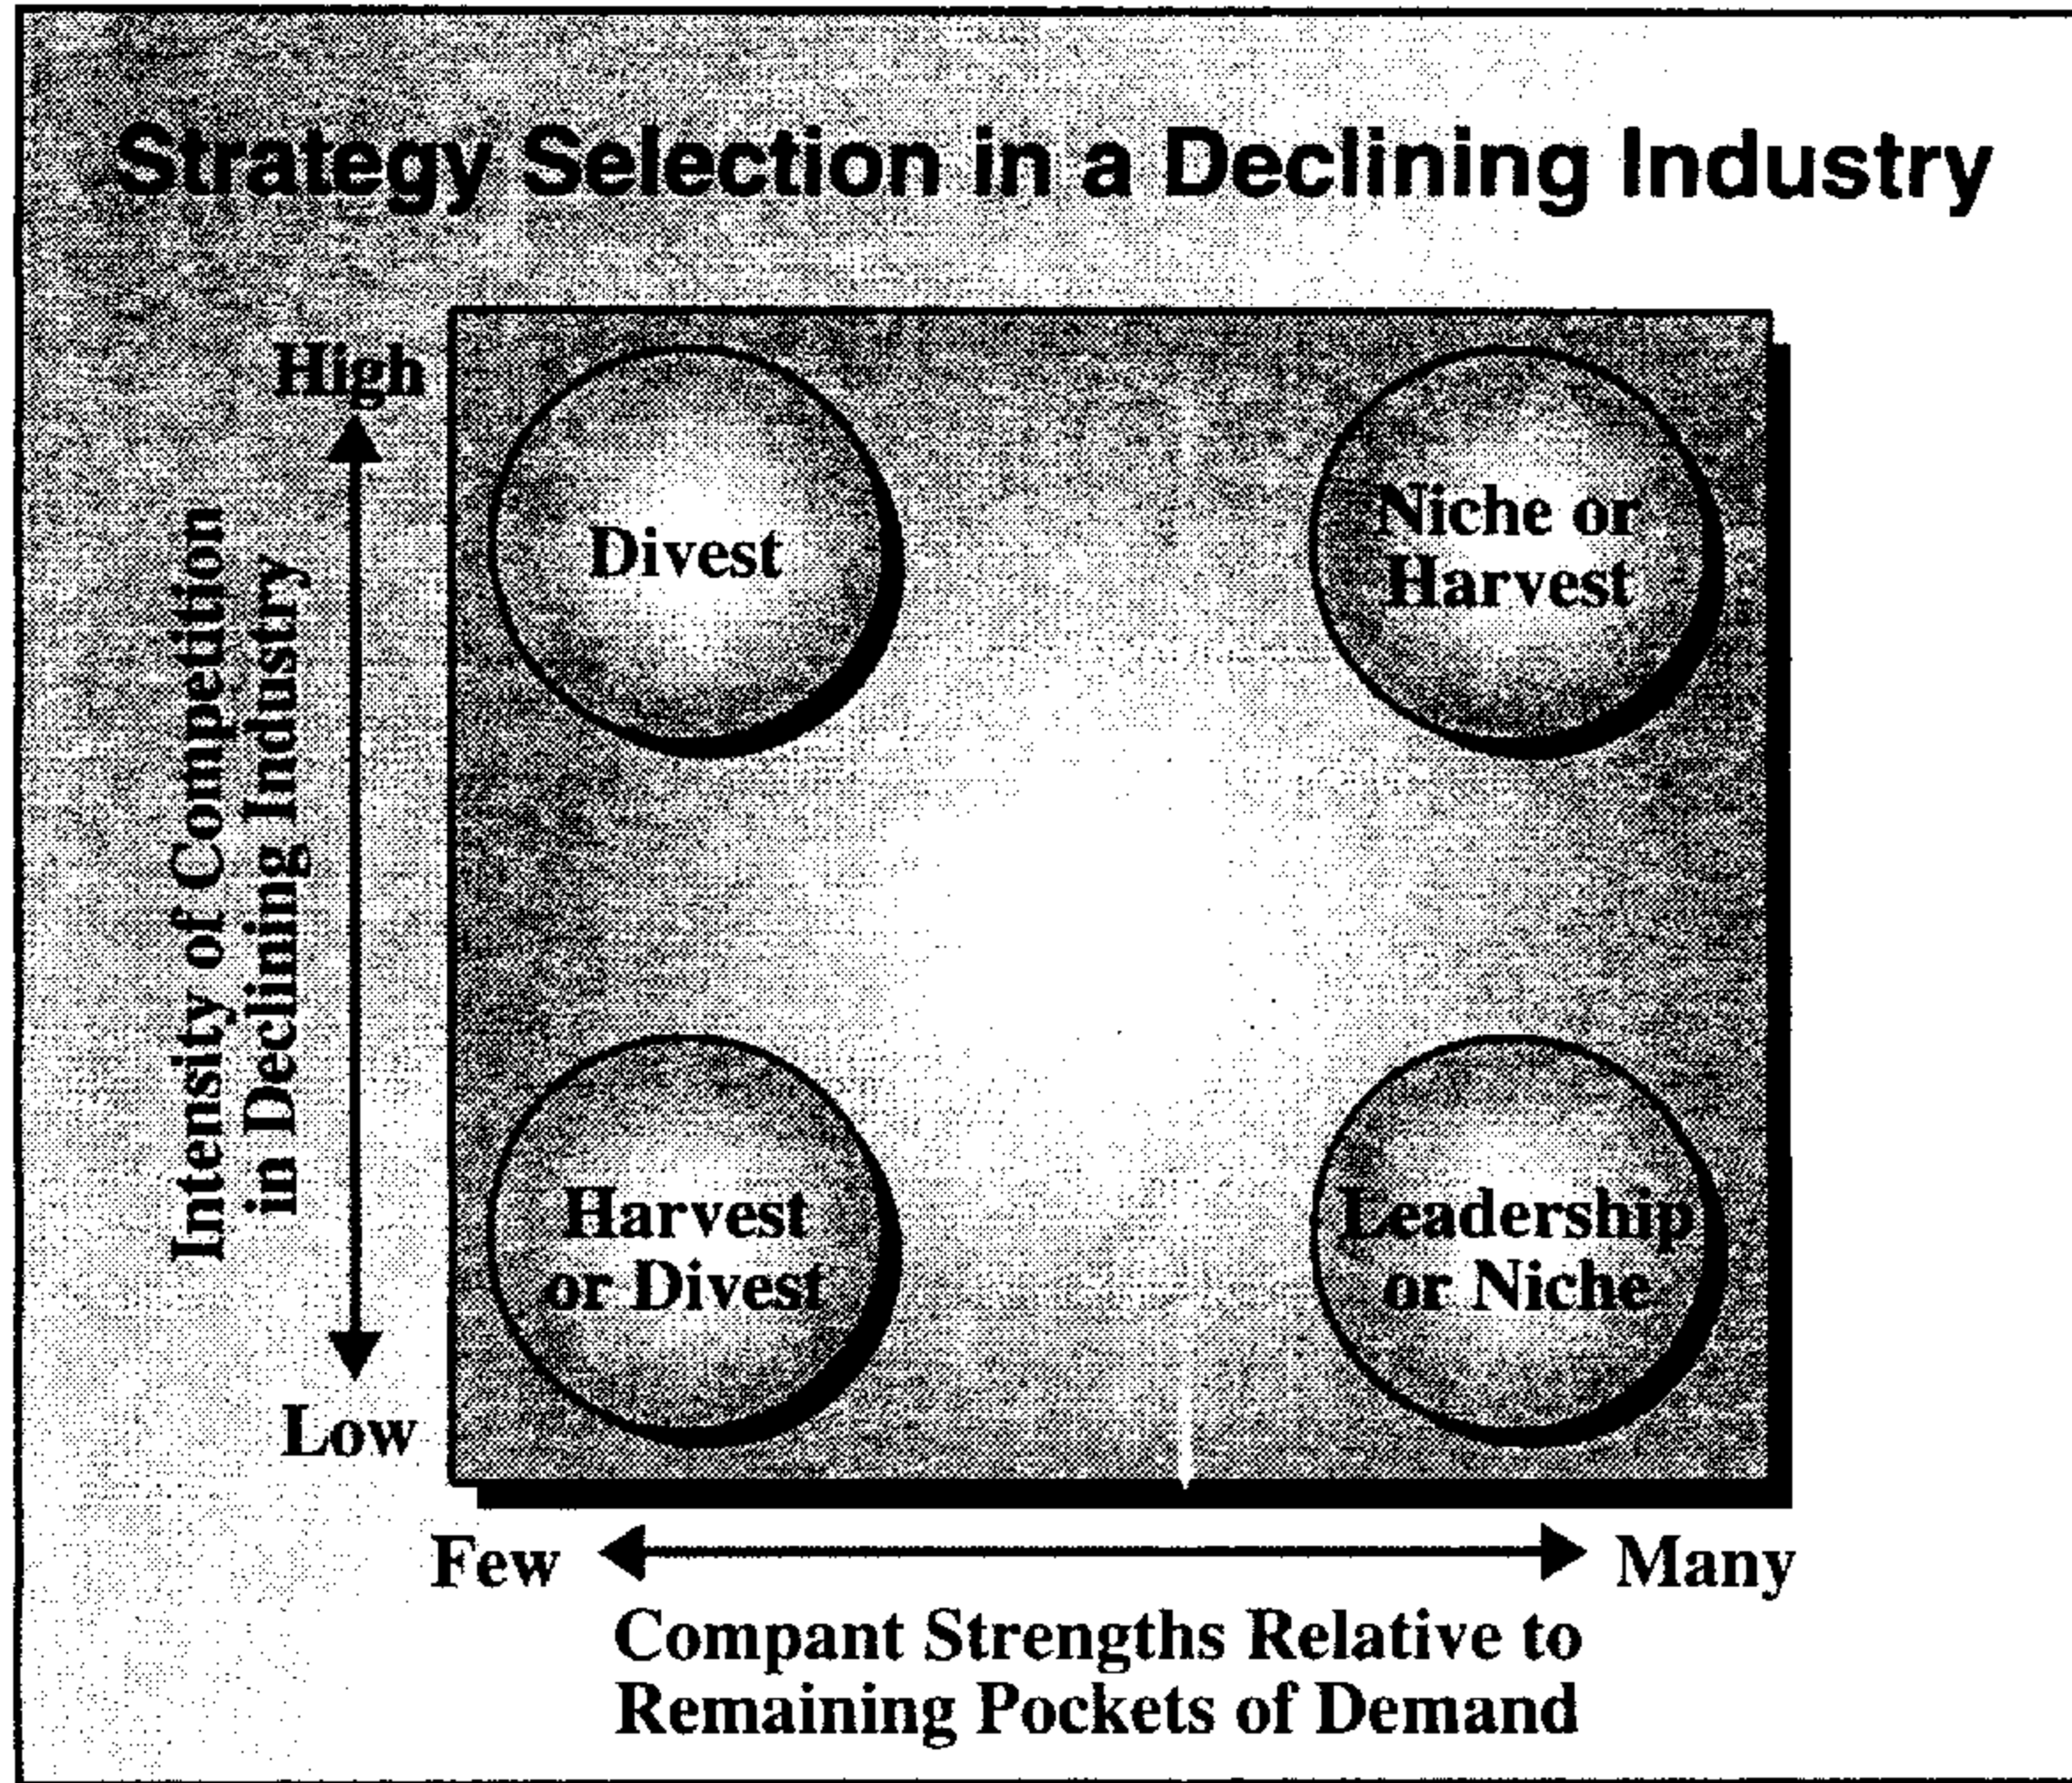 Strategy Selection in a Declining Industry
High
Intensity of Competition
in Declining Industry
Low
Divest
Niche or
Harvest
Harvest
or Divest
Leadership
or Niche
Few
Many
Compant Strengths Relative to
Remaining Pockets of Demand